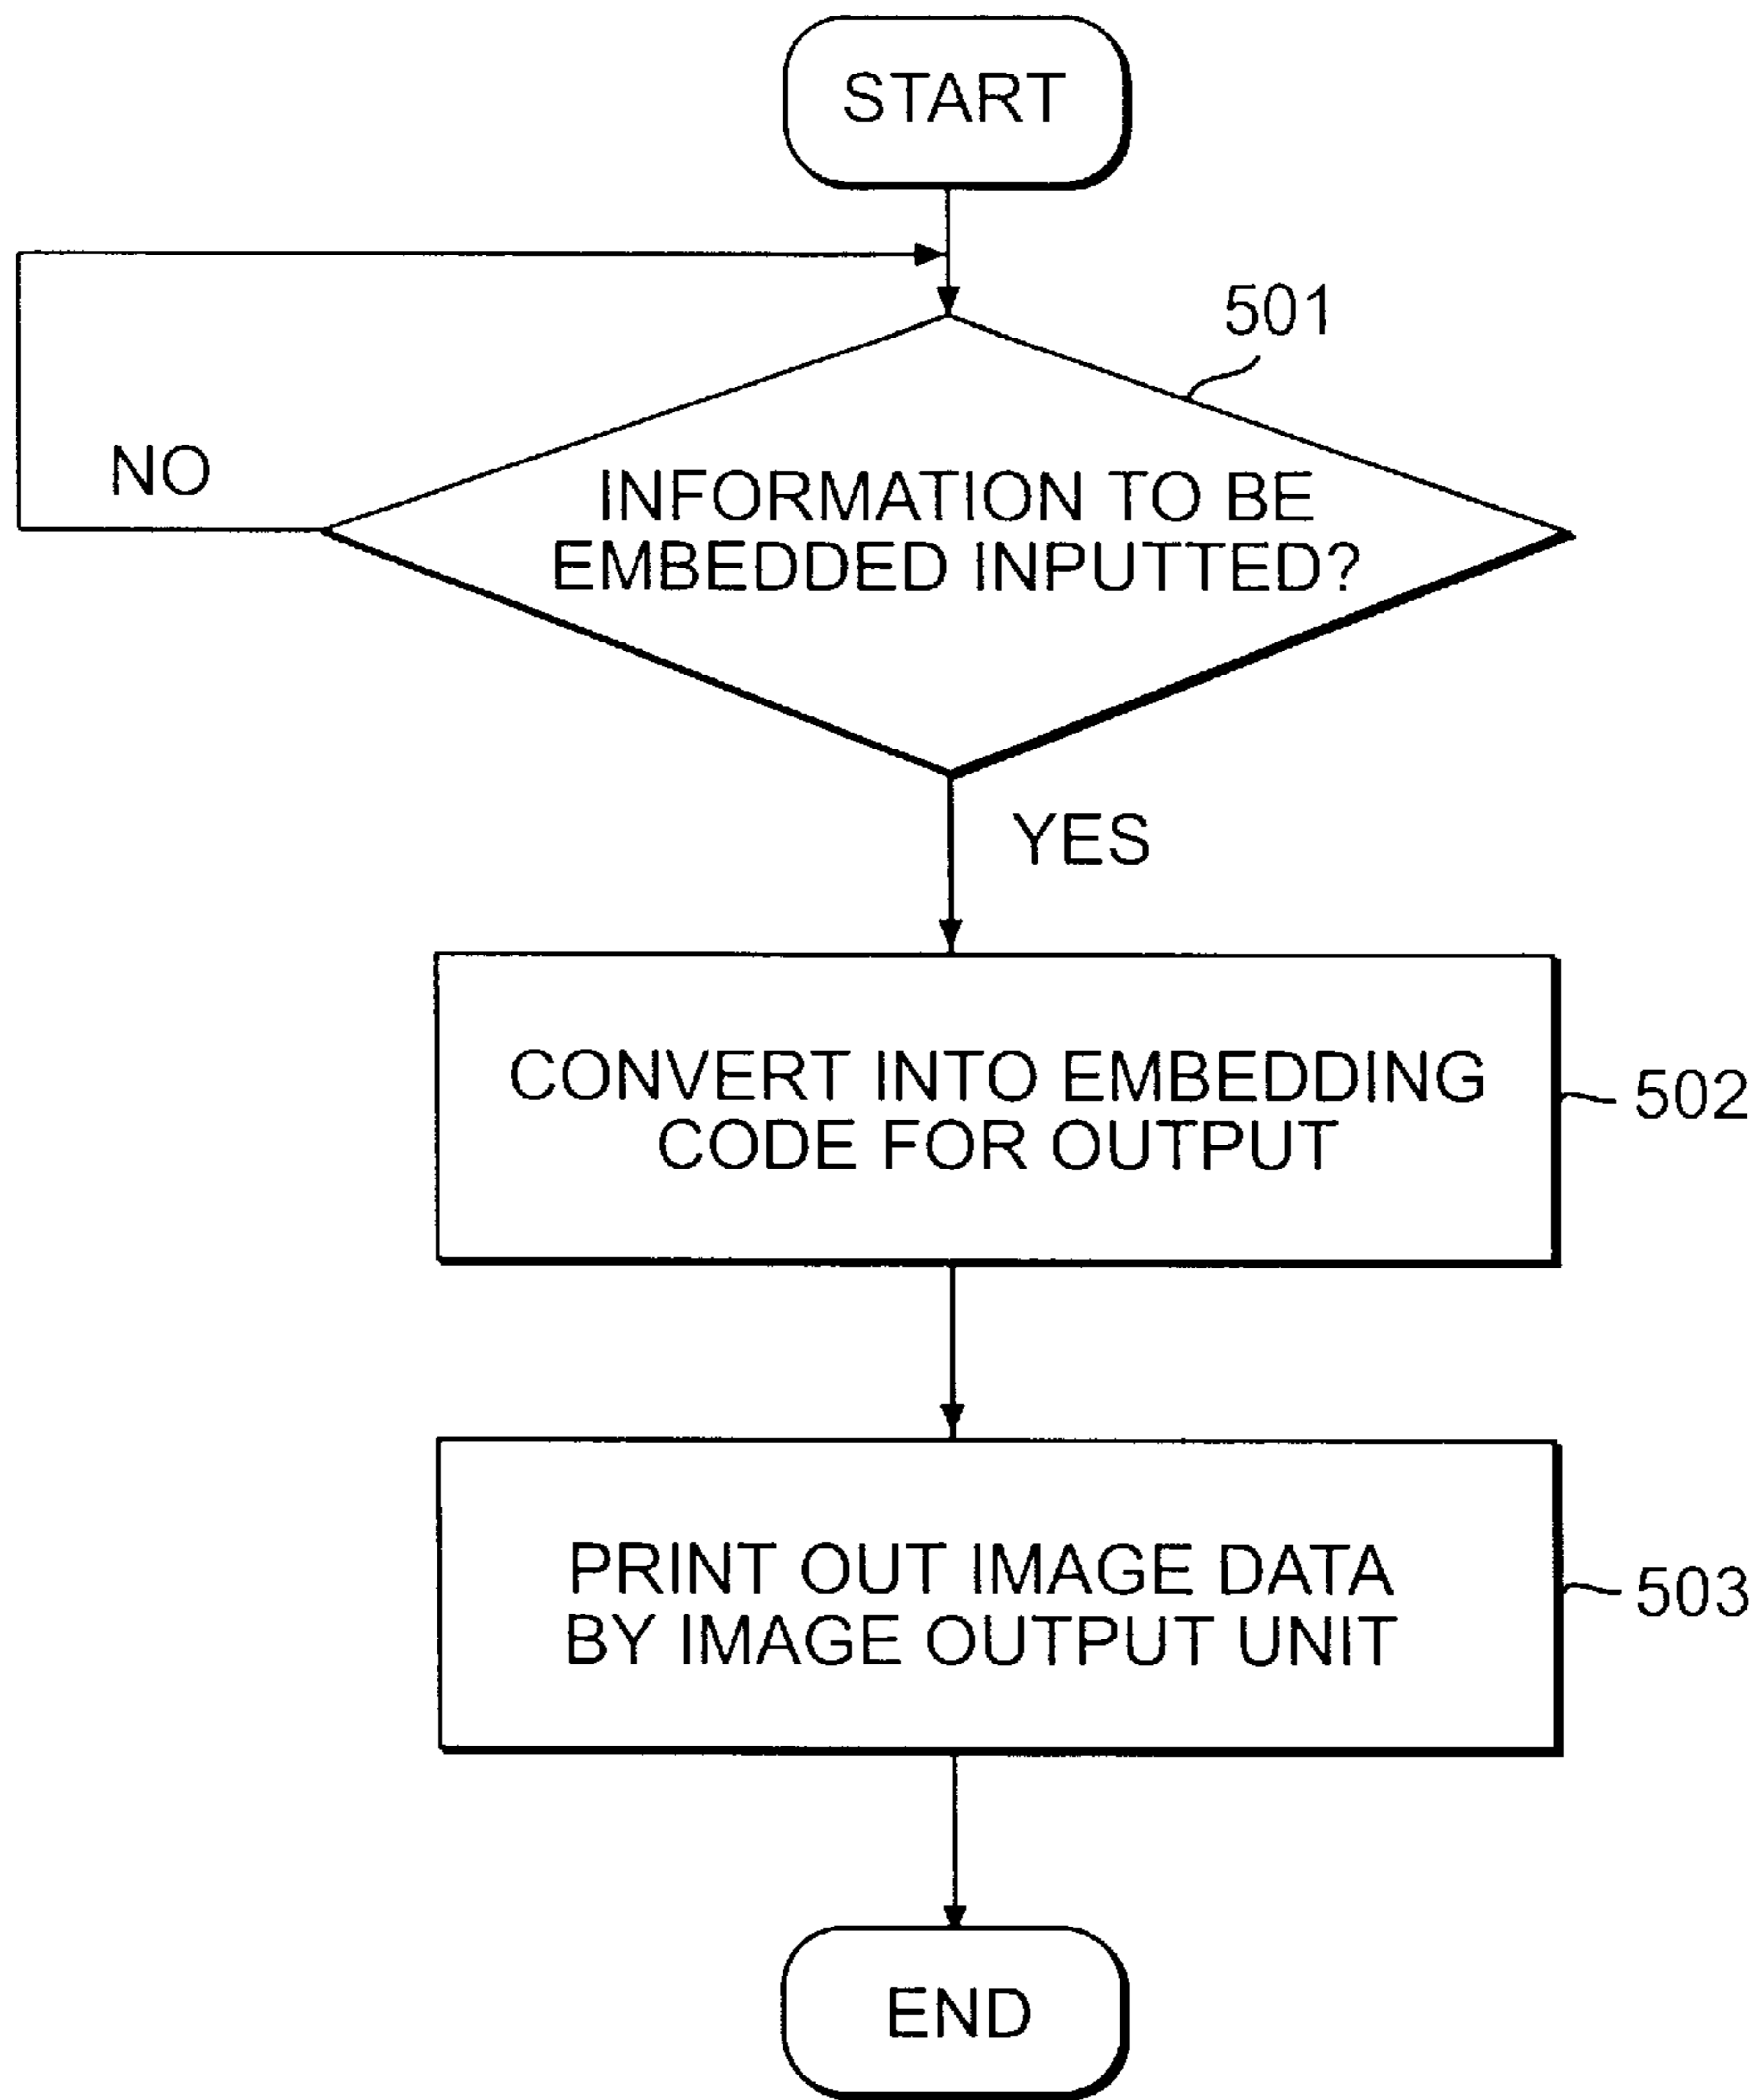 START
501
NO
INFORMATION TO BE
EMBEDDED INPUTTED?
YES
CONVERT INTO EMBEDDING
CODE FOR OUTPUT
502
PRINT OUT IMAGE DATA
BY IMAGE OUTPUT UNIT
503
END